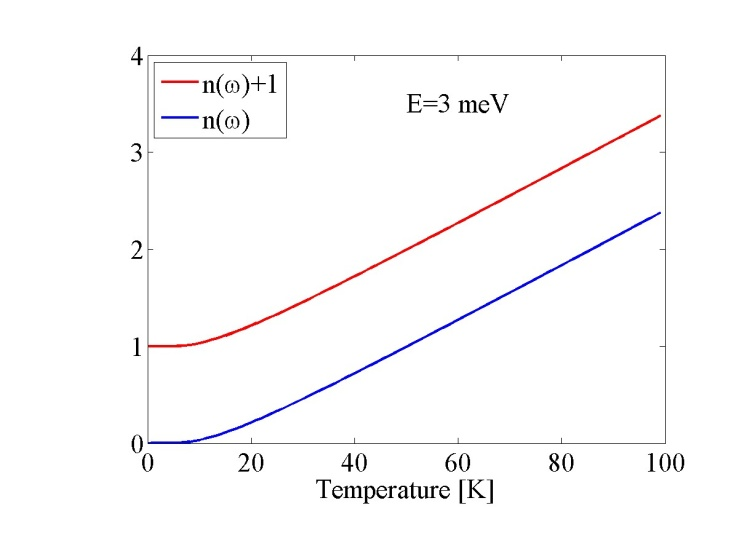 4
n(ω)+1
n(ω)
E=3 meV
3
2
1
0
0 20 40 60 80 100
Temperature [K]